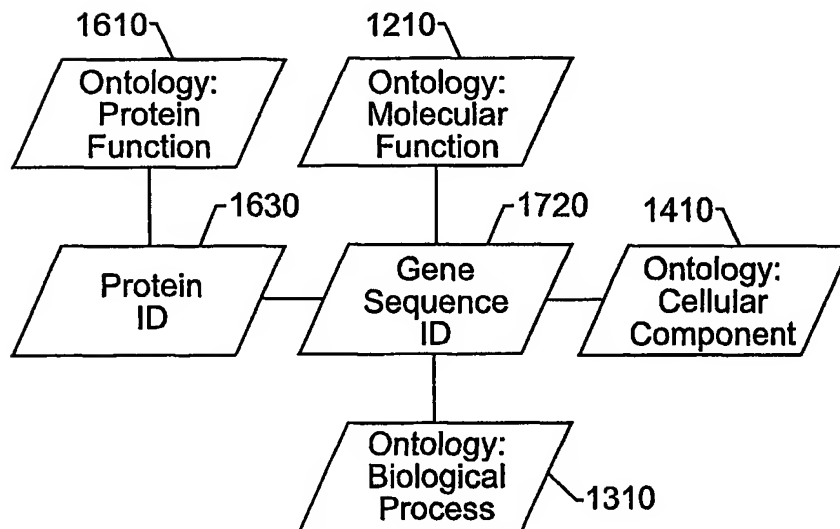 1610
1210
Ontology:
Protein
Function
Ontology:
Molecular
Function
1630
1720
1410
Protein
ID
Gene
Sequence
ID
Ontology:
Cellular
Component
Ontology:
Biological
Process
1310